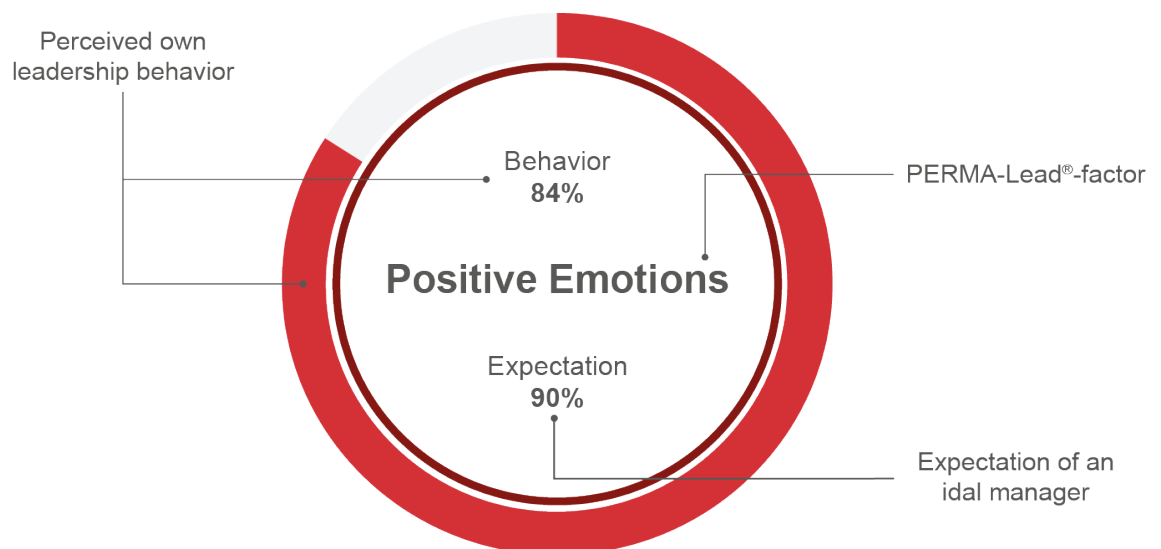 Perceived own
leadership behavior
Behavior
84%
PERMA-Lead®-factor
Positive Emotions
Expectation
90%
Expectation of an
idal manager